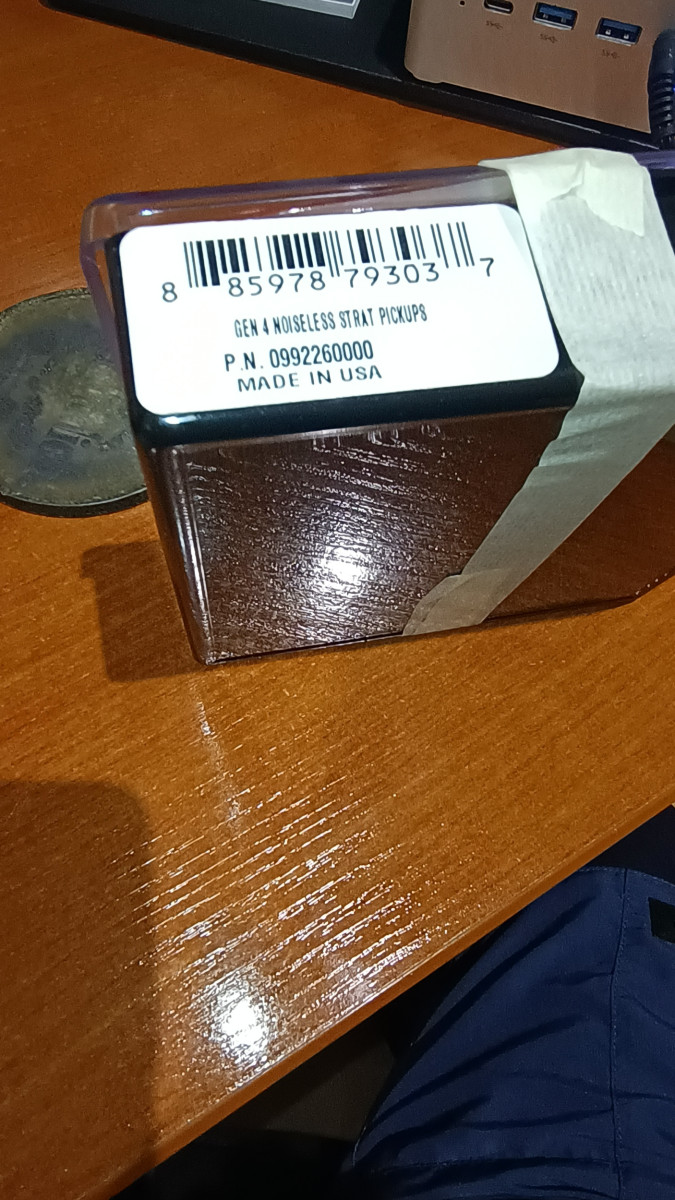 8 85978 79303 7
GEN 4 NOISELESS STRAT PICKUPS
P.N. 0992260000
MADE IN USA